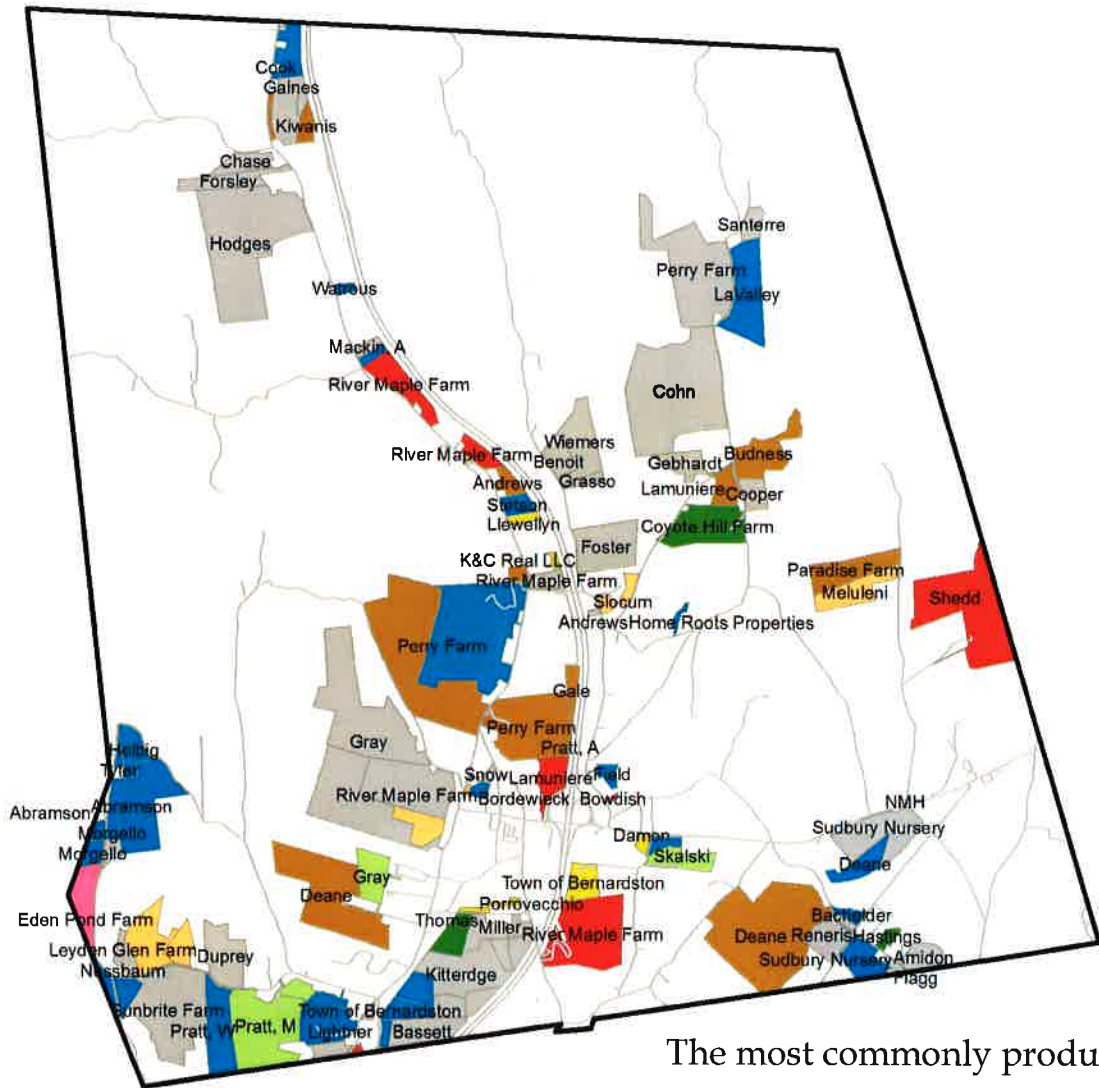 Cook
Gaines
Kiwanis
Chase
Forsley
Hodges
Santerre
Perry Farm
LaValley
Watrous
Mackin, A
River Maple Farm
Cohn
Wiemers
River Maple Farm
Benoit
Grasso
Budness
Gebhardt
Andrews
Lamuniere
Cooper
Stetson
Llewellyn
Coyote Hill Farm
Foster
K&C Real LLC
River Maple Farm
Paradise Farm
Meluleni
Shedd
Slocum
Andrews
Home Roots Properties
Perry Farm
Gale
Perry Farm
Gray
Pratt, A
Helbig
Tyler
Snow
Lamuniere
Field
River Maple Farm
Bordewieck
Bowdish
Abramson
Abramson
NMH
Morgello
Sudbury Nursery
Damon
Morgello
Skalski
Deane
Gray
Deane
Town of Bernardston
Porrovecchio
Eden Pond Farm
Thomas
Miller
Bacholder
River Maple Farm
Deane
Reneris
Hastings
Leyden Glen Farm
Duprey
Nussbaum
Kitterdge
Sudbury Nursery
Amidon
Flagg
Sunbrite Farm
Town of Bernardston
Pratt, W
Pratt, M
Lightner
Bassett
The most commonly produ